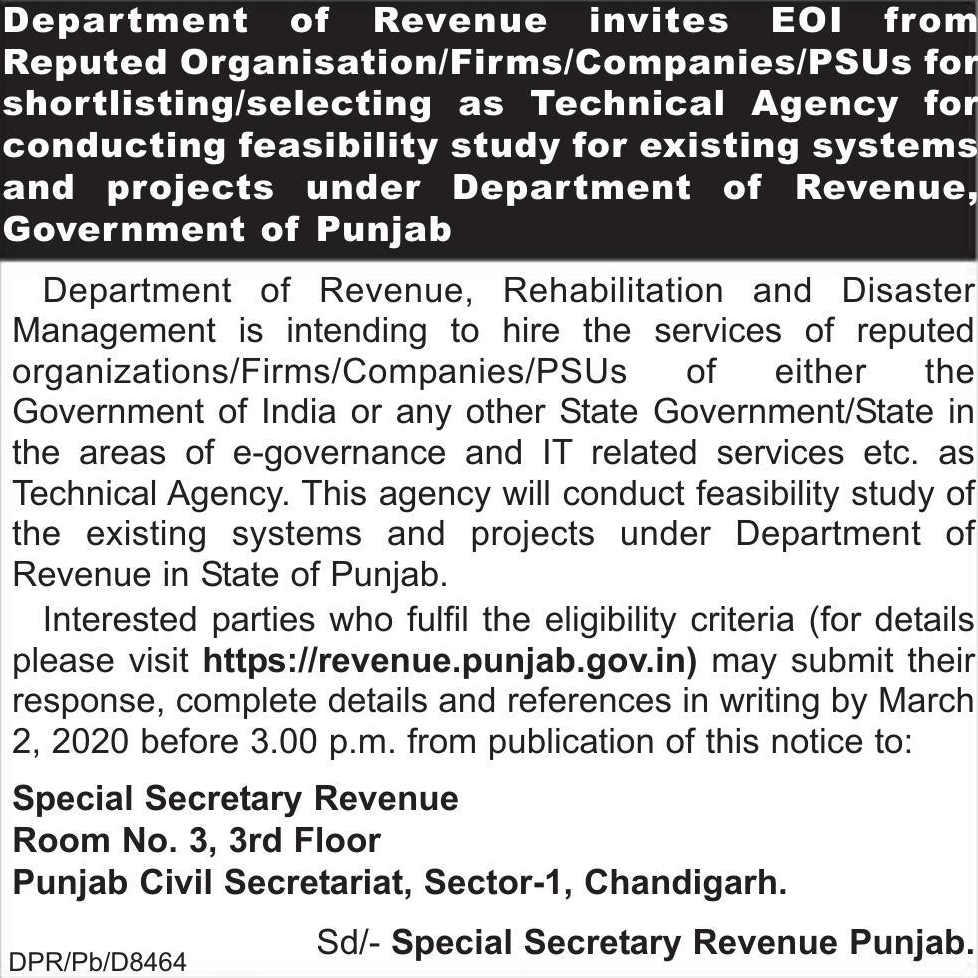 Department of Revenue invites EOI from
Reputed Organisation/Firms/Companies/PSUs for
shortlisting/selecting as Technical Agency for
conducting feasibility study for existing systems
and projects under Department of Revenue,
Government of Punjab
Department of Revenue, Rehabilitation and Disaster
Management is intending to hire the services of reputed
organizations/Firms/Companies/PSUs of either the
Government of India or any other State Government/State in
the areas of e-governance and IT related services etc. as
Technical Agency. This agency will conduct feasibility study of
the existing systems and projects under Department of
Revenue in State of Punjab.
Interested parties who fulfil the eligibility criteria (for details
please visit https://revenue.punjab.gov.in) may submit their
response, complete details and references in writing by March
2, 2020 before 3.00 p.m. from publication of this notice to:
Special Secretary Revenue
Room No. 3, 3rd Floor
Punjab Civil Secretariat, Sector-1, Chandigarh.
Sd/- Special Secretary Revenue Punjab.
DPR/Pb/D8464